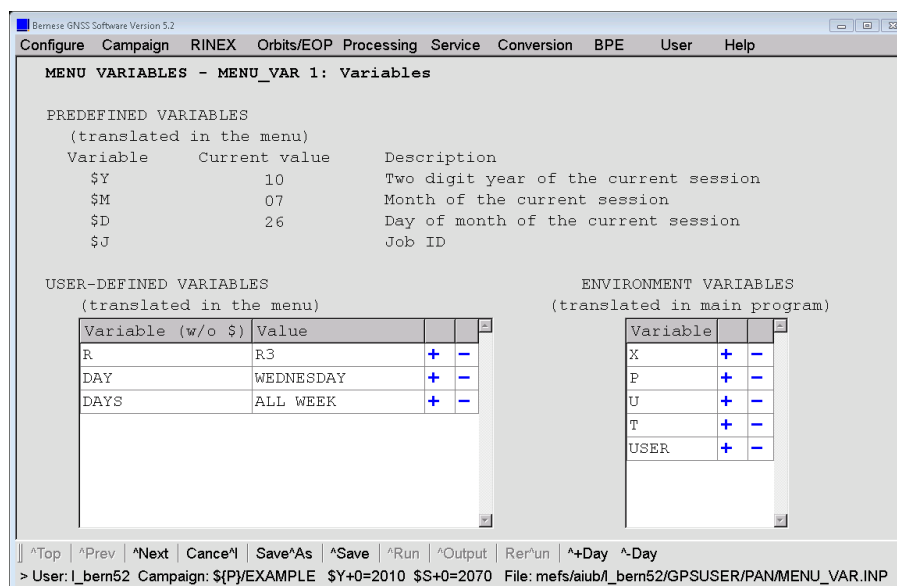 Bernese GNSS Software Version 5.2
Configure Campaign RINEX Orbits/EOP Processing Service Conversion BPE User Help
MENU VARIABLES - MENU_VAR 1: Variables
PREDEFINED VARIABLES
(translated in the menu)
Variable Current value Description
$Y 10 Two digit year of the current session
$M 07 Month of the current session
$D 26 Day of month of the current session
$J Job ID
USER-DEFINED VARIABLES ENVIRONMENT VARIABLES
(translated in the menu) (translated in main program)
Variable (w/o $) Value Variable
R R3 + - X + -
DAY WEDNESDAY + - P + -
DAYS ALL WEEK + - U + -
T + -
USER + -
^Top ^Prev ^Next Cance^l Save^As ^Save ^Run ^Output Rer^un ^+Day ^-Day
> User: l_bern52 Campaign: ${P}/EXAMPLE $Y+0=2010 $S+0=2070 File: mefs/aiub/l_bern52/GPSUSER/PAN/MENU_VAR.INP